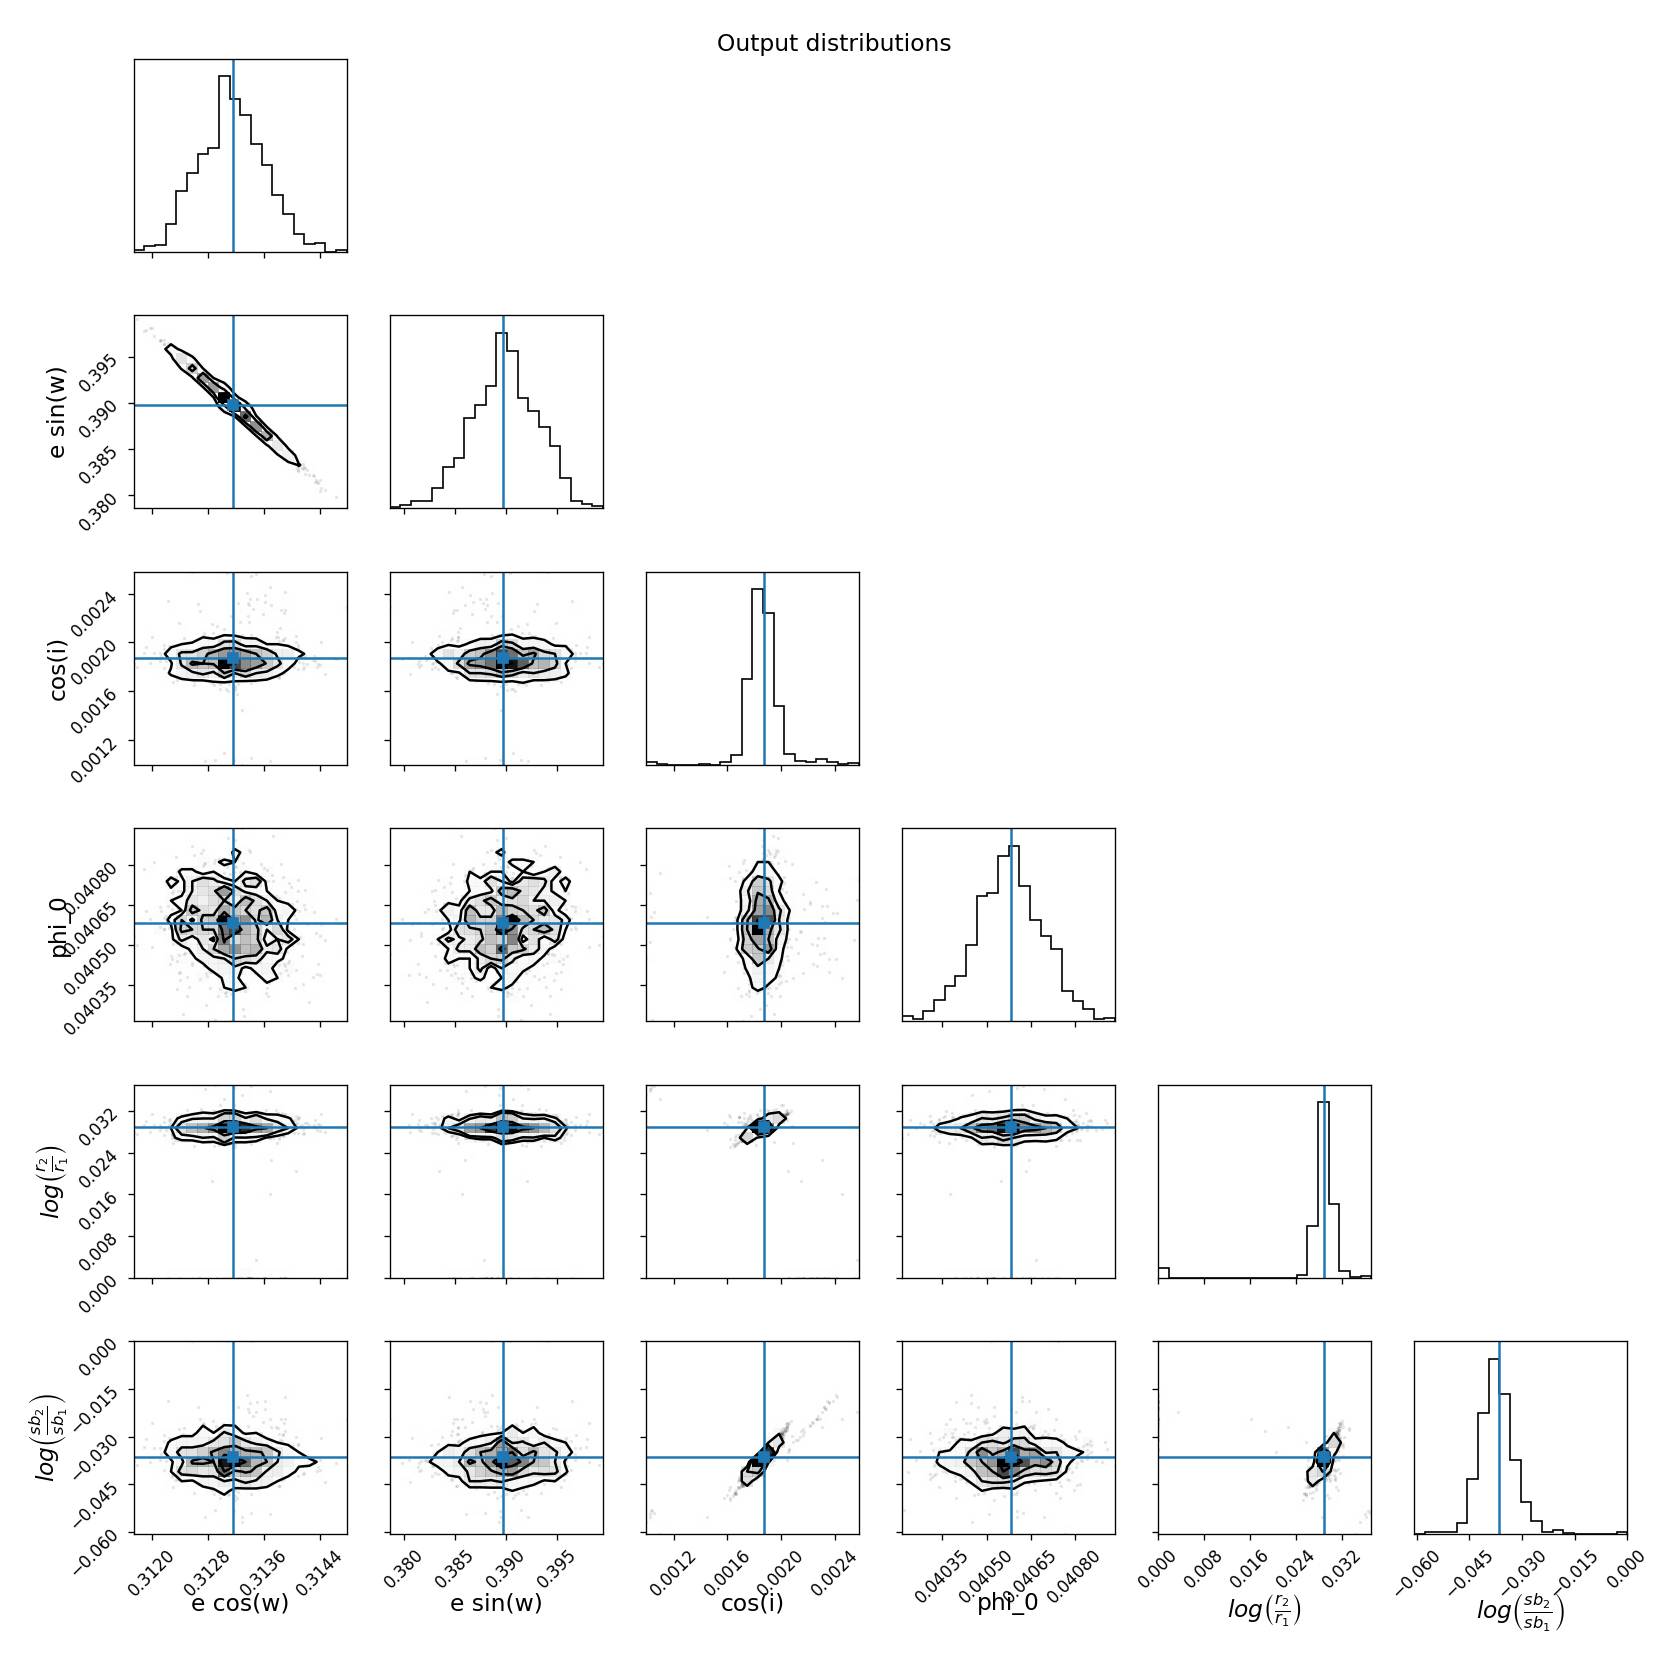 Output distributions
e sin(w)
0.395
0.390
0.385
0.380
cos(i)
0.0024
0.0020
0.0016
0.0012
phi_0
0.04080
0.04065
0.04050
0.04035
log(r2/r1)
0.032
0.024
0.016
0.008
0.000
log(sb2/sb1)
0.000
−0.015
−0.030
−0.045
−0.060
0.3120 0.3128 0.3136 0.3144
0.380 0.385 0.390 0.395
0.0012 0.0016 0.0020 0.0024
0.04035 0.04050 0.04065 0.04080
0.000 0.008 0.016 0.024 0.032
−0.060 −0.045 −0.030 −0.015 0.000
e cos(w) e sin(w) cos(i) phi_0 log(r2/r1) log(sb2/sb1)